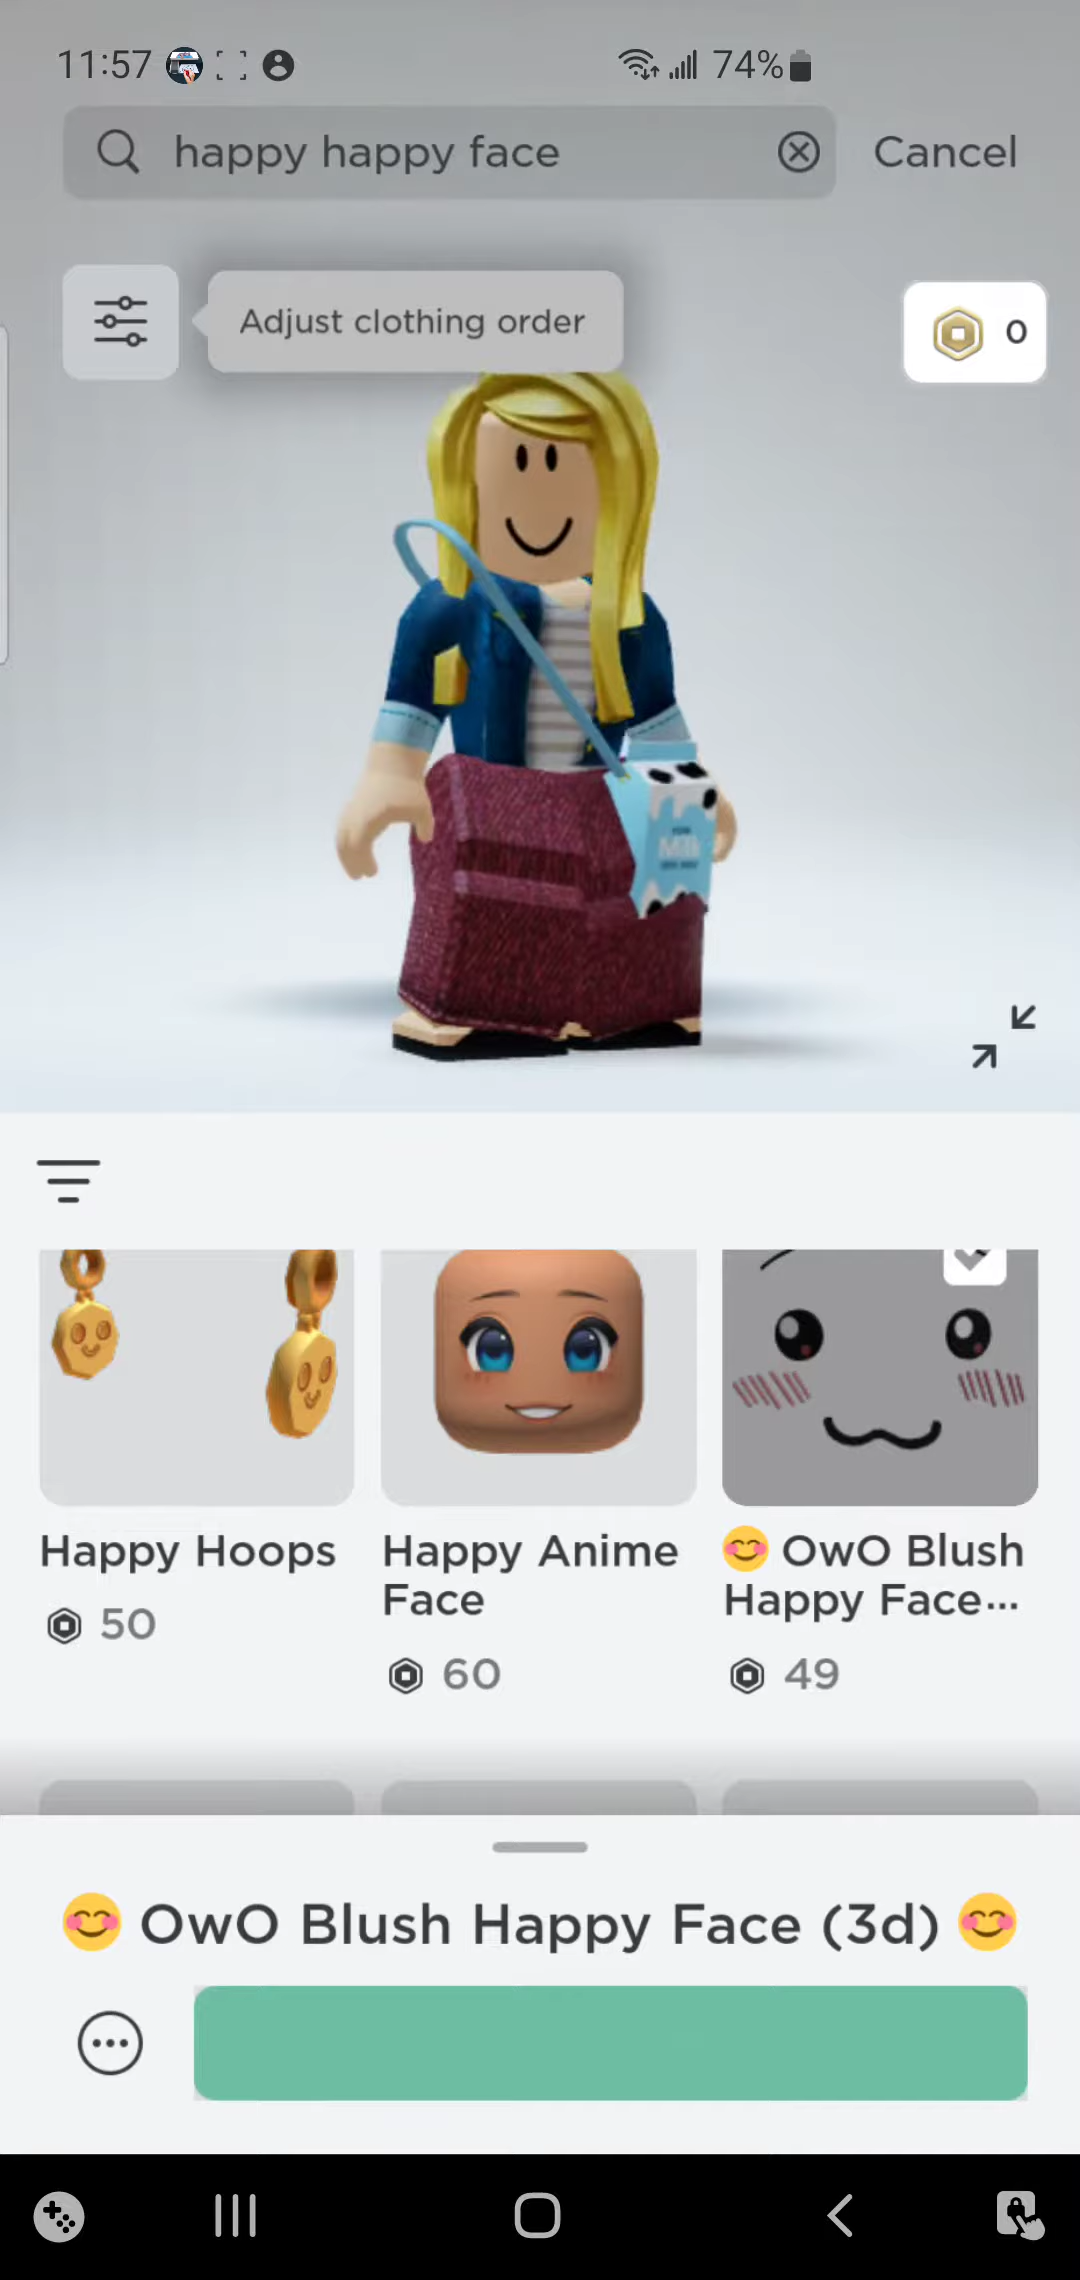 11:57
74%
happy happy face
Cancel
Adjust clothing order
0
Milk
Happy Hoops
50
Happy Anime
Face
60
😊 OwO Blush
Happy Face...
49
😊 OwO Blush Happy Face (3d) 😊